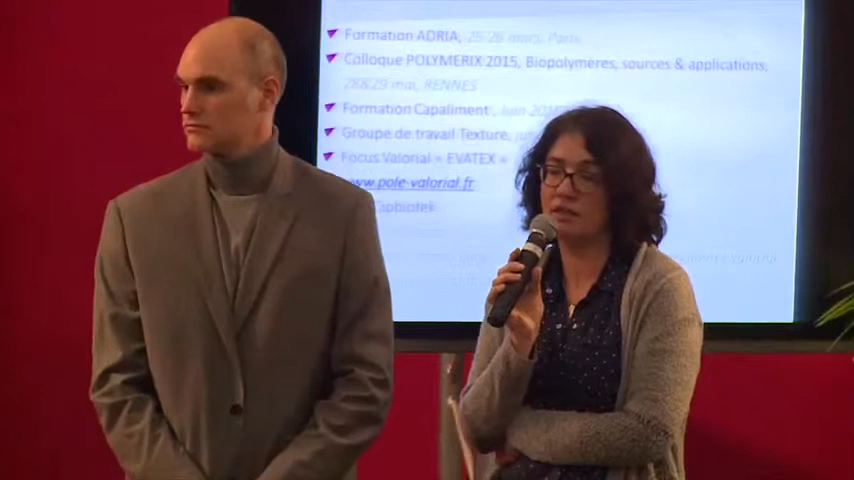 Formation ADRIA, 25-26 mars, Paris
Colloque POLYMERIX 2015, Biopolymères, sources & applications,
28&29 mai, RENNES
Formation Capaliment, Juin
Groupe de travail Texture,
Focus Valorial « EVATEX »
www.pole-valorial.fr